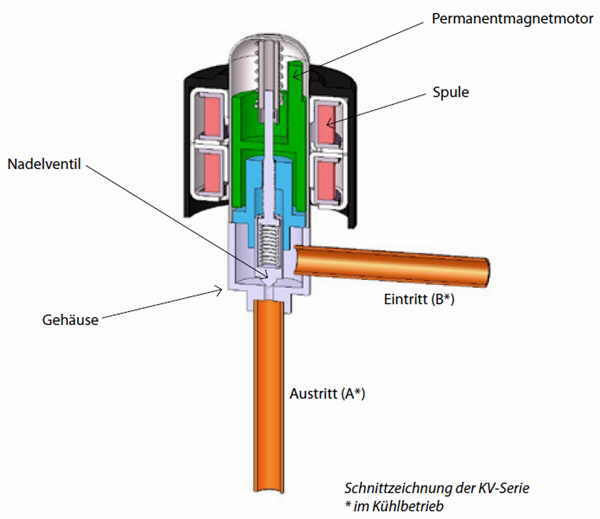 Permanentmagnetmotor
Spule
Nadelventil
Eintritt (B*)
Gehäuse
Austritt (A*)
Schnittzeichnung der KV-Serie
* im Kühlbetrieb